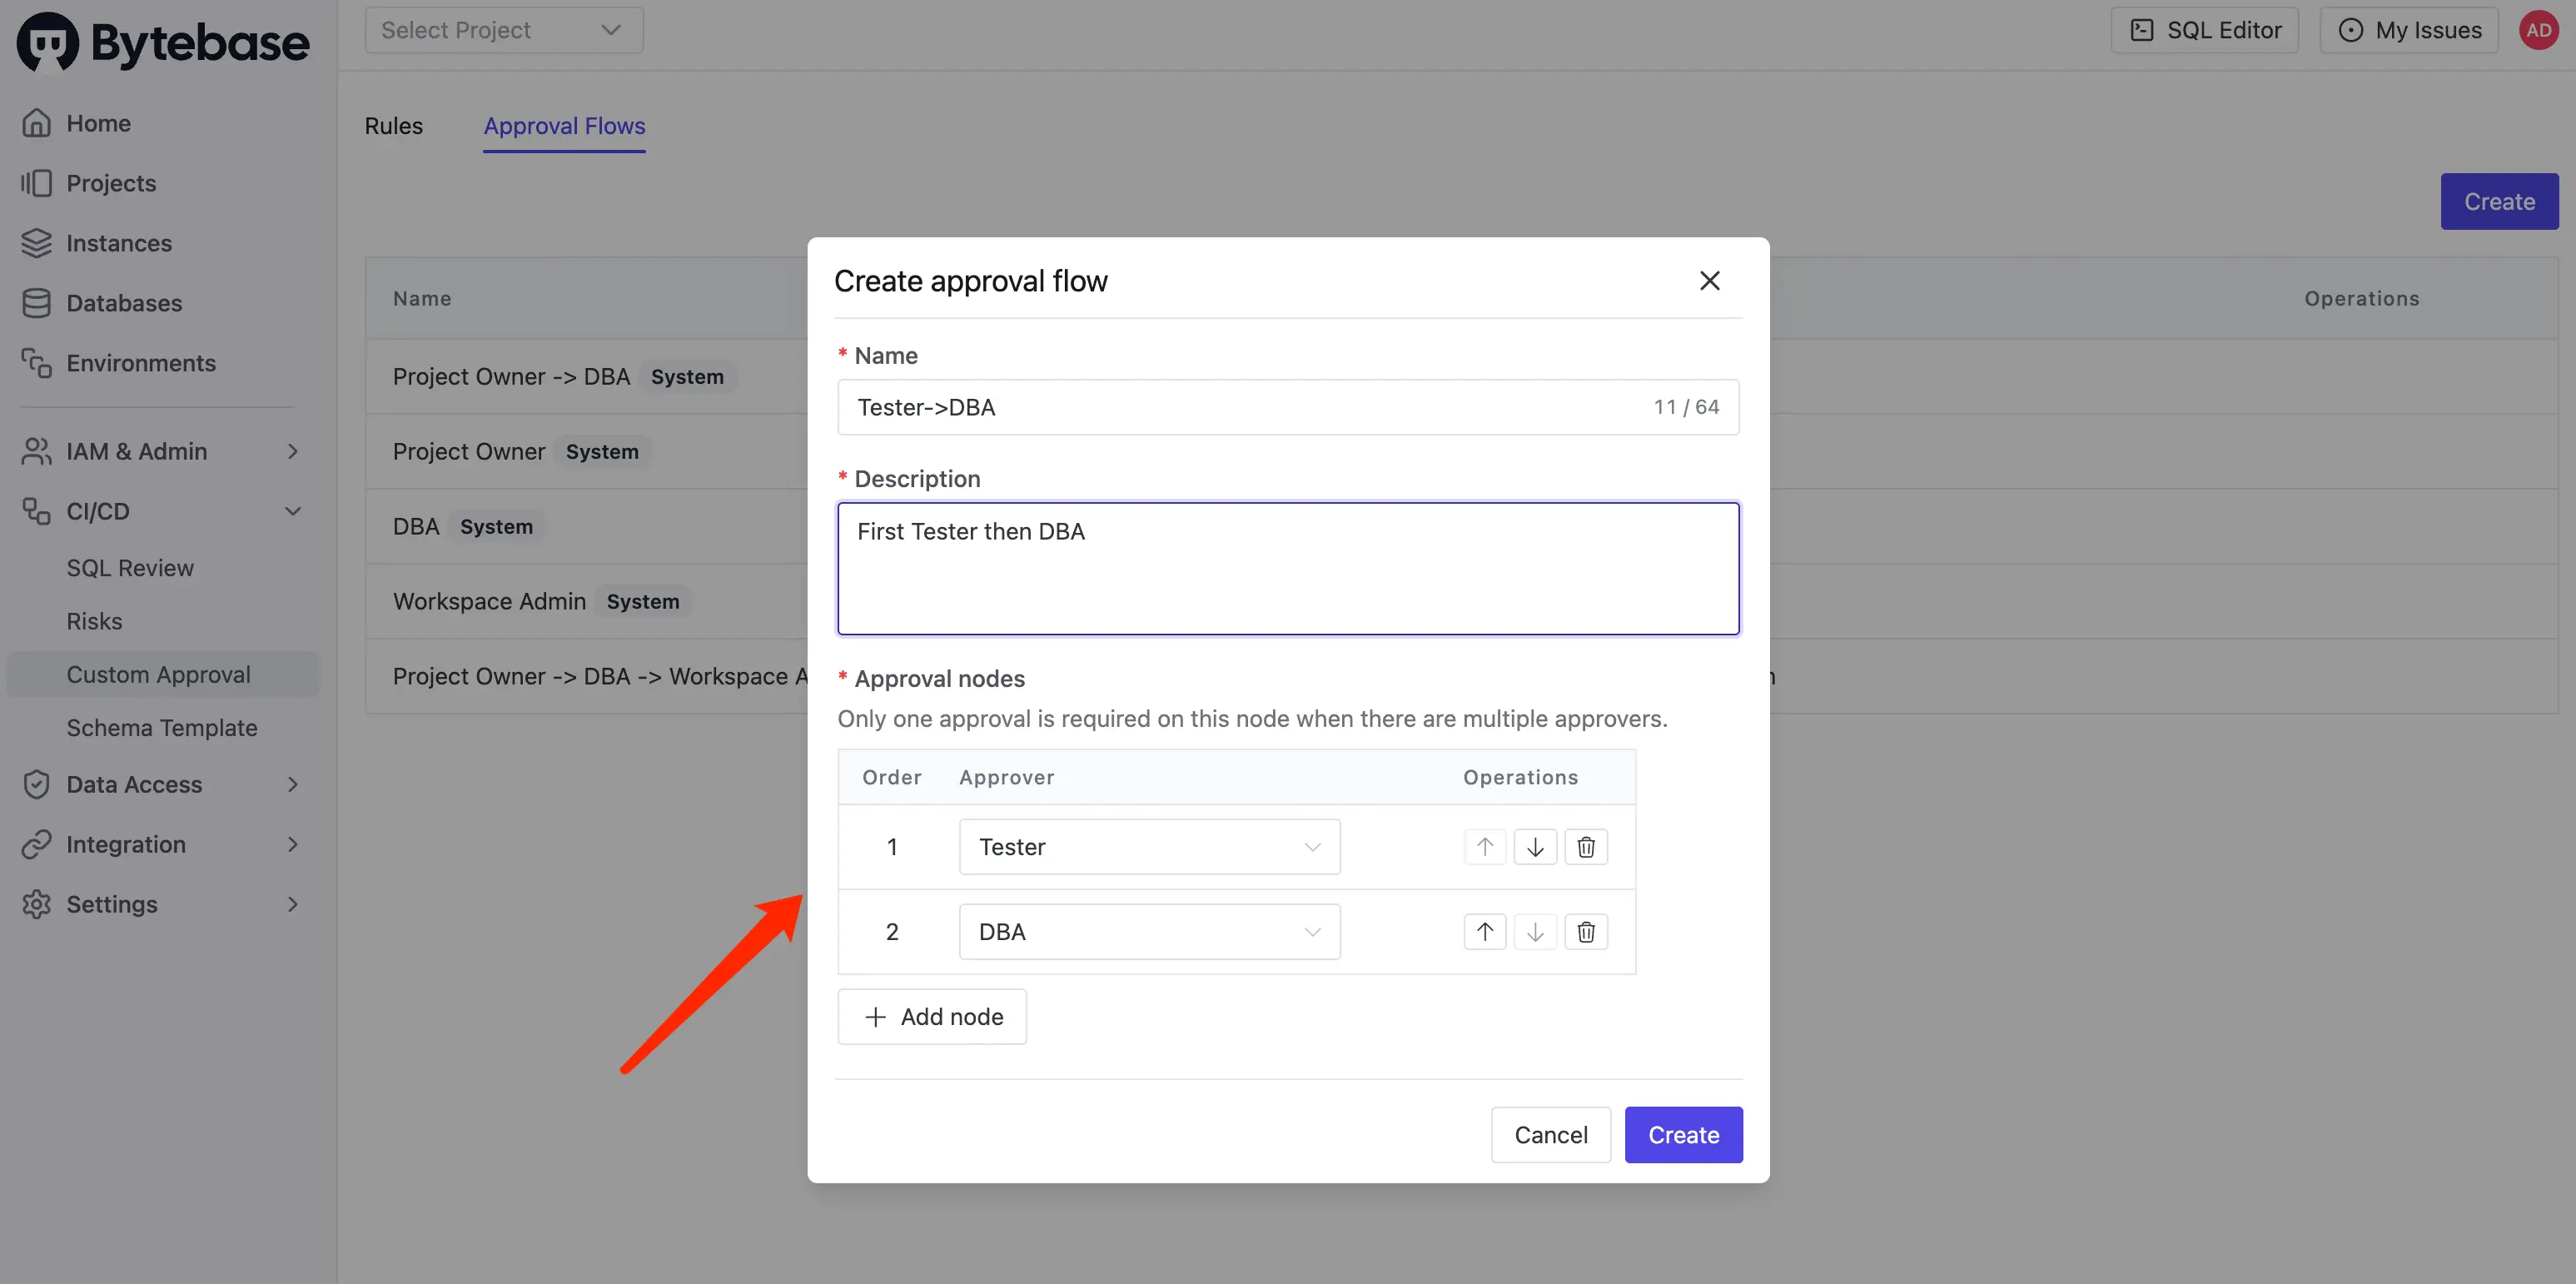 Bytebase
Home
Projects
Instances
Databases
Environments
IAM & Admin
CI/CD
SQL Review
Risks
Custom Approval
Schema Template
Data Access
Integration
Settings
Select Project
SQL Editor
My Issues
AD
Rules
Approval Flows
Create
Name
Operations
Project Owner -> DBA System
Project Owner System
DBA System
Workspace Admin System
Project Owner -> DBA -> Workspace A
Create approval flow
* Name
Tester->DBA
11 / 64
* Description
First Tester then DBA
* Approval nodes
Only one approval is required on this node when there are multiple approvers.
Order Approver Operations
1 Tester
2 DBA
+ Add node
Cancel
Create